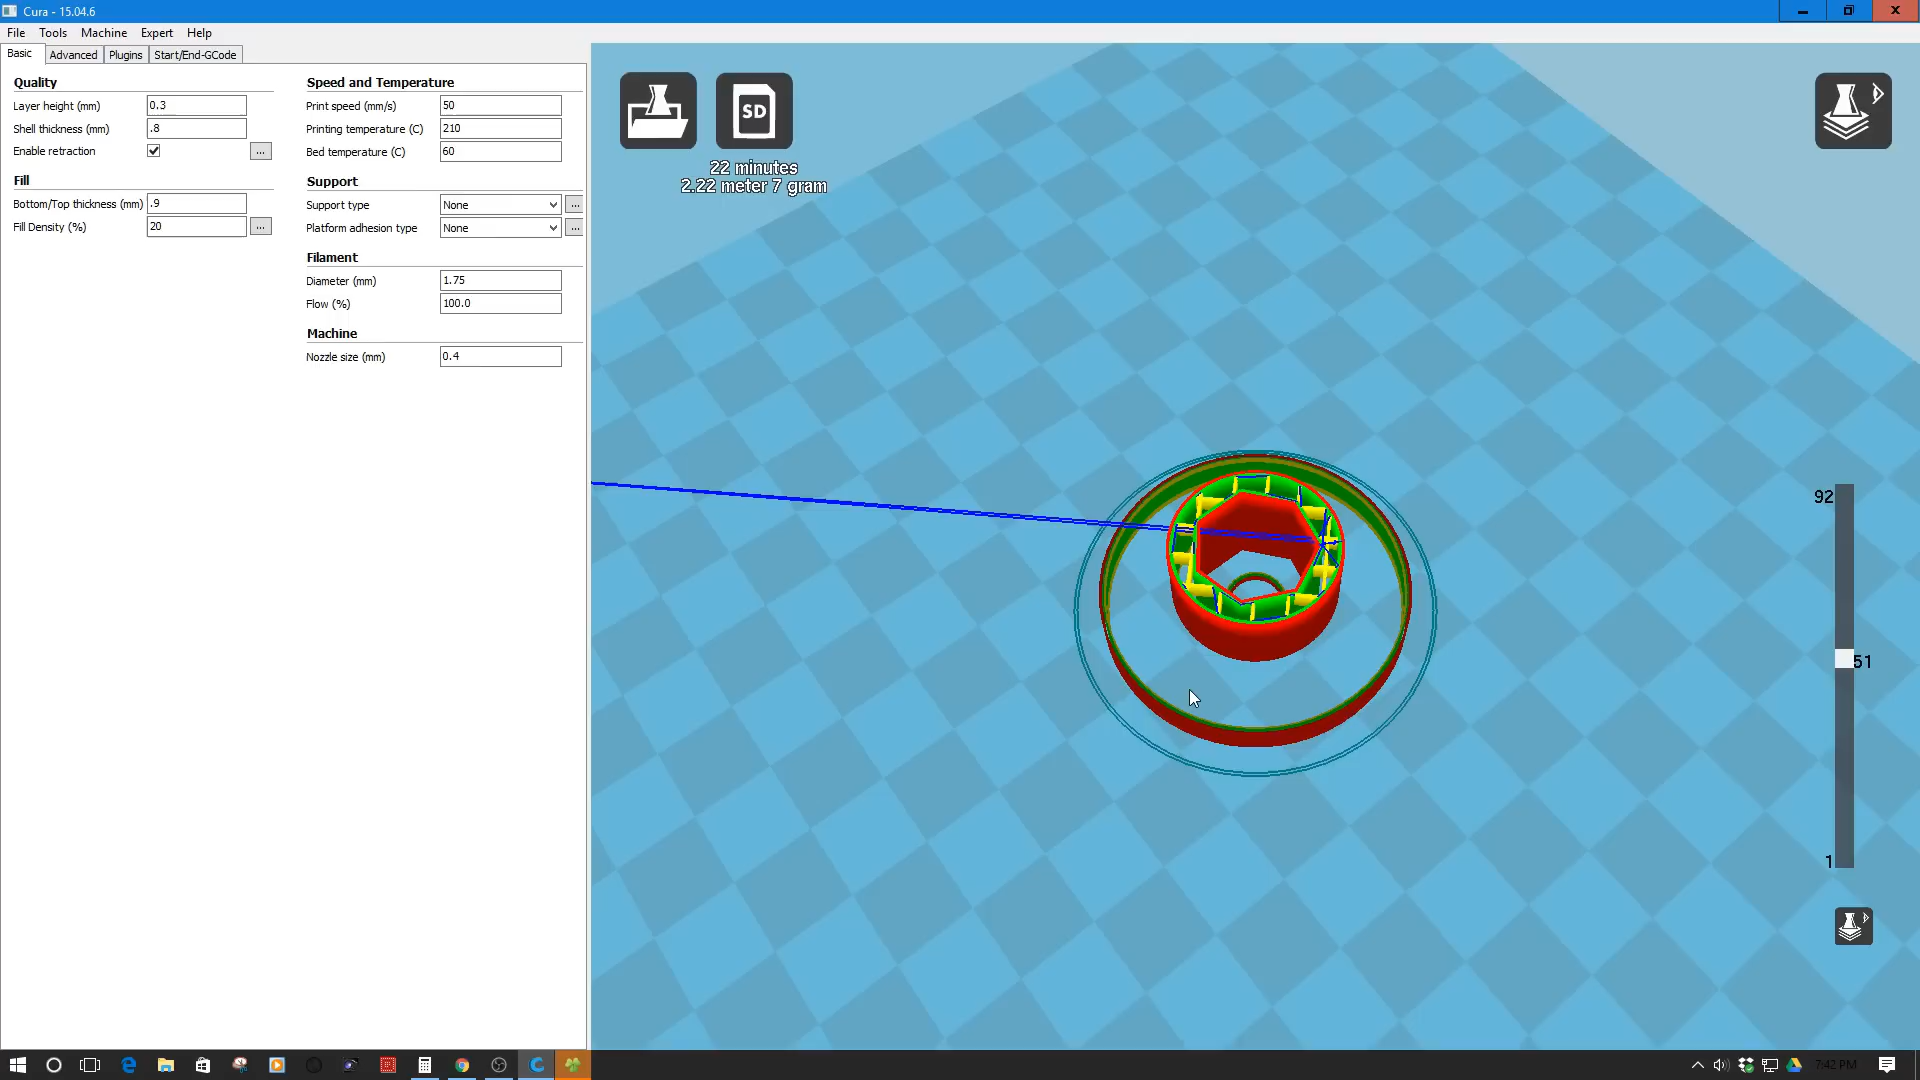 Cura - 15.04.6
File Tools Machine Expert Help
Basic Advanced Plugins Start/End-GCode
Quality
Layer height (mm) 0.3
Shell thickness (mm) .8
Enable retraction ...
Fill
Bottom/Top thickness (mm) .9
Fill Density (%) 20 ...
Speed and Temperature
Print speed (mm/s) 50
Printing temperature (C) 210
Bed temperature (C) 60
Support
Support type None ...
Platform adhesion type None ...
Filament
Diameter (mm) 1.75
Flow (%) 100.0
Machine
Nozzle size (mm) 0.4
SD
22 minutes
2.22 meter 7 gram
92
51
1
7:42 PM